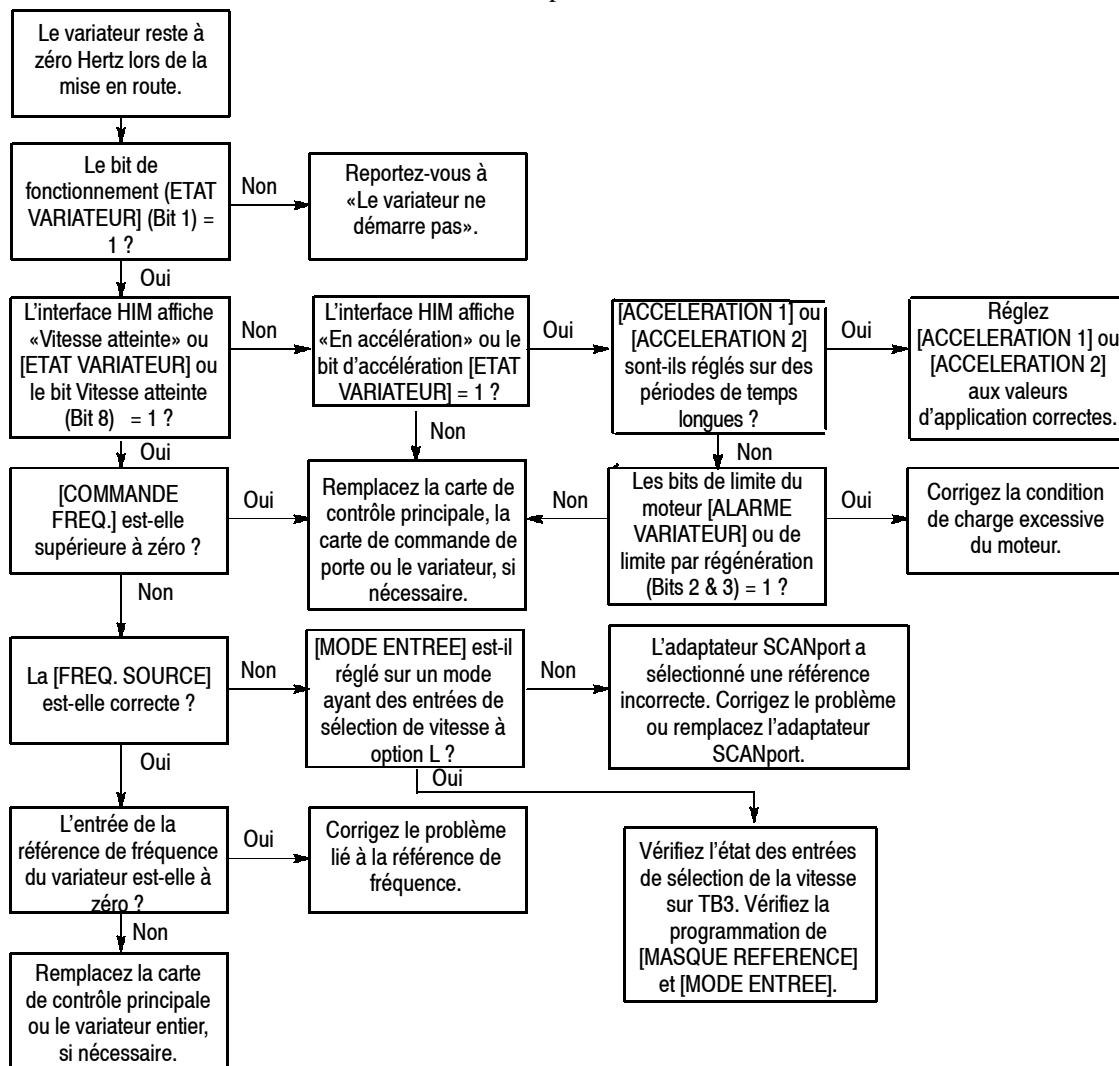 Le variateur reste à
zéro Hertz lors de la
mise en route.
Le bit de
fonctionnement (ETAT
VARIATEUR] (Bit 1) =
1 ?
Non
Reportez-vous à
«Le variateur ne
démarre pas».
Oui
L'interface HIM affiche
«Vitesse atteinte» ou
[ETAT VARIATEUR] ou
le bit Vitesse atteinte
(Bit 8) = 1 ?
Non
L'interface HIM affiche
«En accélération» ou le
bit d'accélération [ETAT
VARIATEUR] = 1 ?
Oui
[ACCELERATION 1] ou
[ACCELERATION 2]
sont-ils réglés sur des
périodes de temps
longues ?
Oui
Réglez
[ACCELERATION 1] ou
[ACCELERATION 2]
aux valeurs
d'application correctes.
Oui
Non
Non
[COMMANDE
FREQ.] est-elle
supérieure à zéro ?
Oui
Remplacez la carte de
contrôle principale, la
carte de commande de
porte ou le variateur, si
nécessaire.
Non
Les bits de limite du
moteur [ALARME
VARIATEUR] ou de
limite par régénération
(Bits 2 & 3) = 1 ?
Oui
Corrigez la condition
de charge excessive
du moteur.
Non
La [FREQ. SOURCE]
est-elle correcte ?
Non
[MODE ENTREE] est-il
réglé sur un mode
ayant des entrées de
sélection de vitesse à
option L ?
Non
L'adaptateur SCANport a
sélectionné une référence
incorrecte. Corrigez le problème
ou remplacez l'adaptateur
SCANport.
Oui
Oui
L'entrée de la
référence de fréquence
du variateur est-elle à
zéro ?
Oui
Corrigez le problème
lié à la référence de
fréquence.
Vérifiez l'état des entrées
de sélection de la vitesse
sur TB3. Vérifiez la
programmation de
[MASQUE REFERENCE]
et [MODE ENTREE].
Non
Remplacez la carte
de contrôle principale
ou le variateur entier,
si nécessaire.